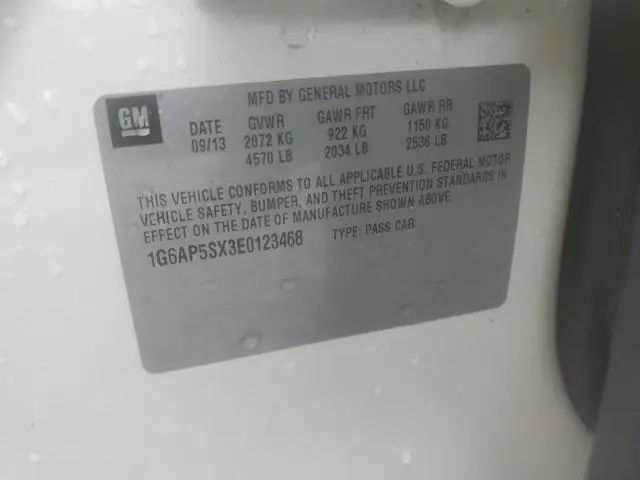 GM
MFD BY GENERAL MOTORS LLC
DATE GVWR GAWR FRT GAWR RR
09/13 2072 KG 922 KG 1150 KG
4570 LB 2034 LB 2536 LB
THIS VEHICLE CONFORMS TO ALL APPLICABLE U.S. FEDERAL MOTOR
VEHICLE SAFETY, BUMPER, AND THEFT PREVENTION STANDARDS IN
EFFECT ON THE DATE OF MANUFACTURE SHOWN ABOVE.
1G6AP5SX3E0123468 TYPE: PASS CAR